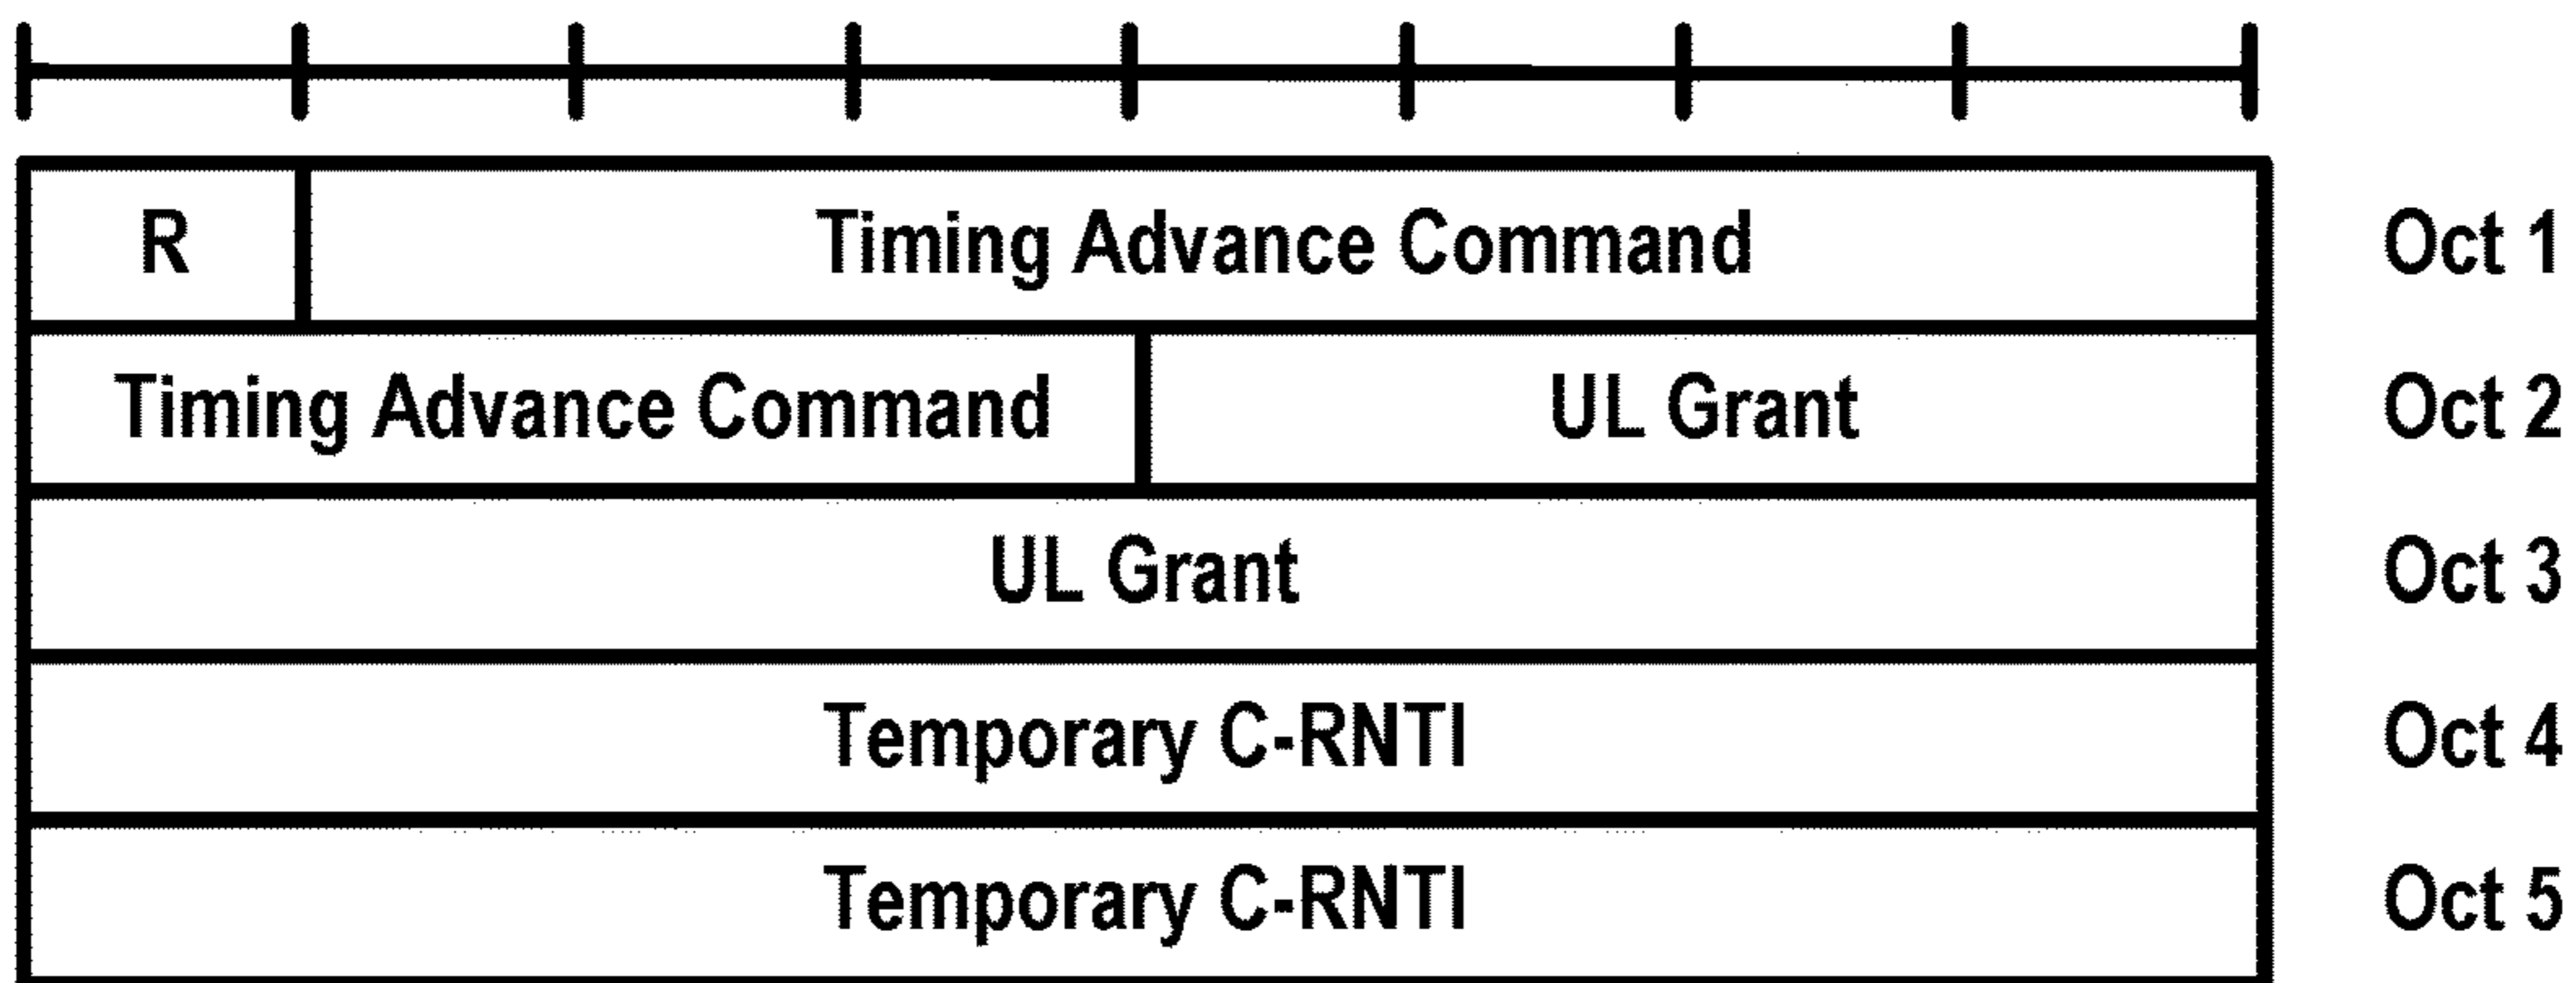 R Timing Advance Command Oct 1
Timing Advance Command UL Grant Oct 2
UL Grant Oct 3
Temporary C-RNTI Oct 4
Temporary C-RNTI Oct 5